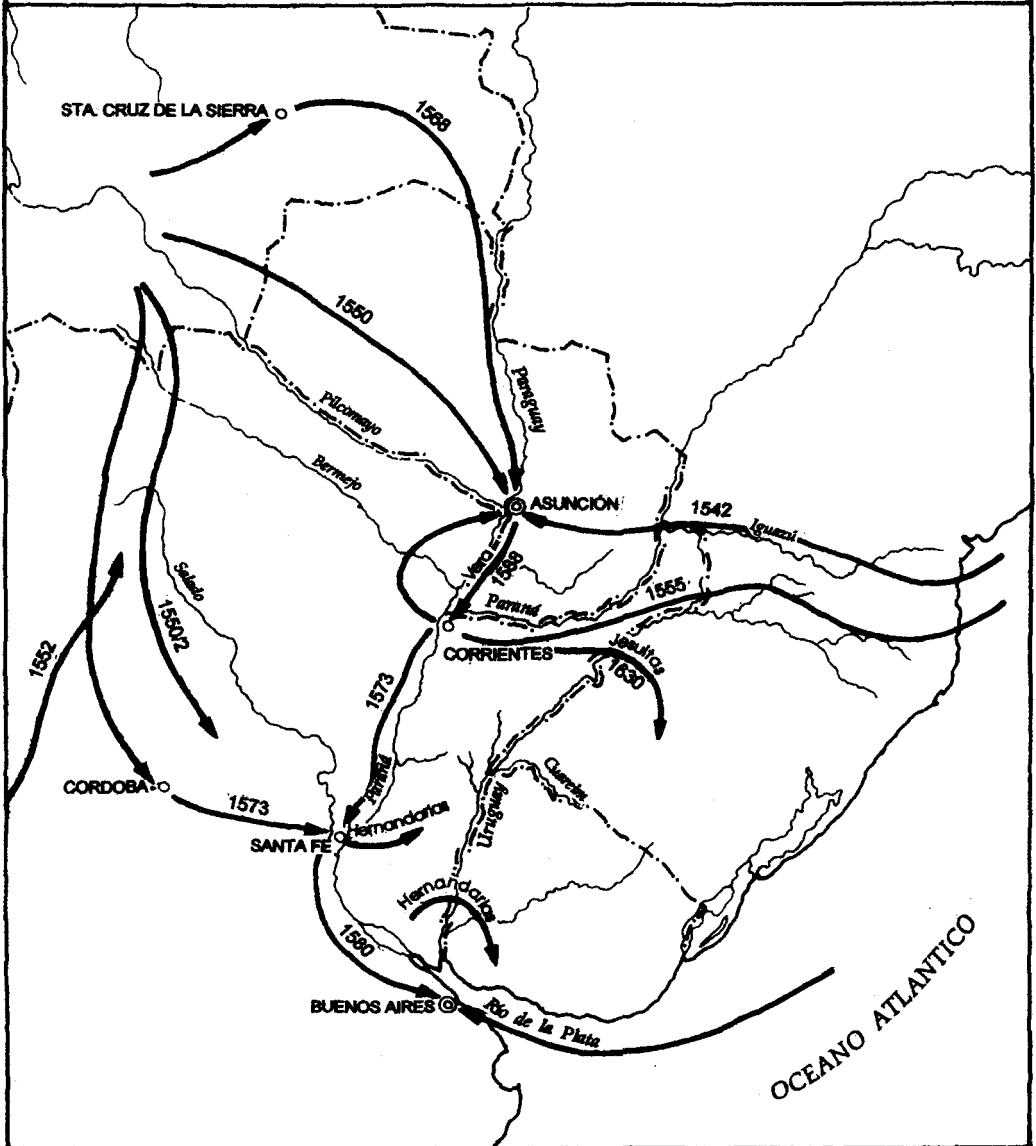 STA. CRUZ DE LA SIERRA
1568
1550
Paraguay
Pilcomayo
Bermejo
ASUNCIÓN
1542
Iguazú
Vera
1588
Salado
1550/2
Paraná
1555
1552
CORRIENTES
Jesuitas
1630
1573
CORDOBA
Paraná
Cuareim
1573
Hernandarias
Uruguay
SANTA FE
Hernandarias
1580
BUENOS AIRES
Río de la Plata
OCEANO ATLANTICO